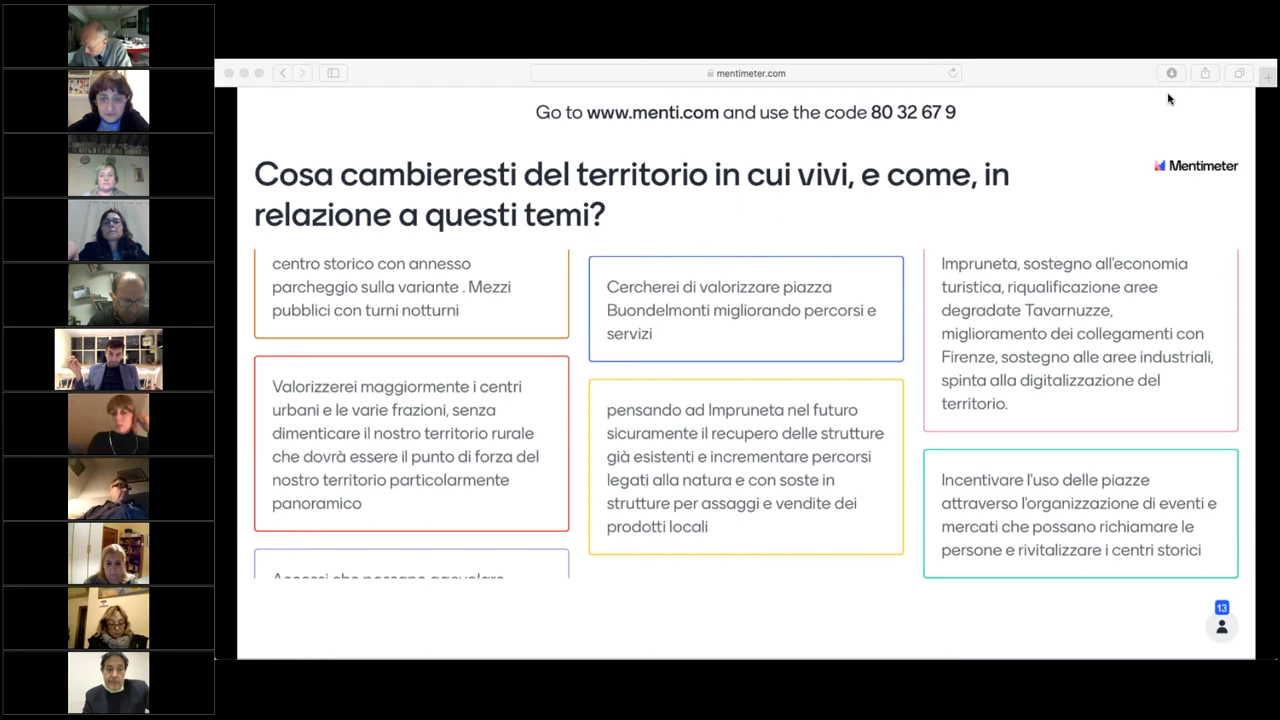 mentimeter.com
Go to www.menti.com and use the code 80 32 67 9
Cosa cambieresti del territorio in cui vivi, e come, in
relazione a questi temi?
Mentimeter
centro storico con annesso
parcheggio sulla variante . Mezzi
pubblici con turni notturni
Valorizzerei maggiormente i centri
urbani e le varie frazioni, senza
dimenticare il nostro territorio rurale
che dovrà essere il punto di forza del
nostro territorio particolarmente
panoramico
Accessi che possano agevolare
Cercherei di valorizzare piazza
Buondelmonti migliorando percorsi e
servizi
pensando ad Impruneta nel futuro
sicuramente il recupero delle strutture
già esistenti e incrementare percorsi
legati alla natura e con soste in
strutture per assaggi e vendite dei
prodotti locali
Impruneta, sostegno all'economia
turistica, riqualificazione aree
degradate Tavarnuzze,
miglioramento dei collegamenti con
Firenze, sostegno alle aree industriali,
spinta alla digitalizzazione del
territorio.
Incentivare l'uso delle piazze
attraverso l'organizzazione di eventi e
mercati che possano richiamare le
persone e rivitalizzare i centri storici
13